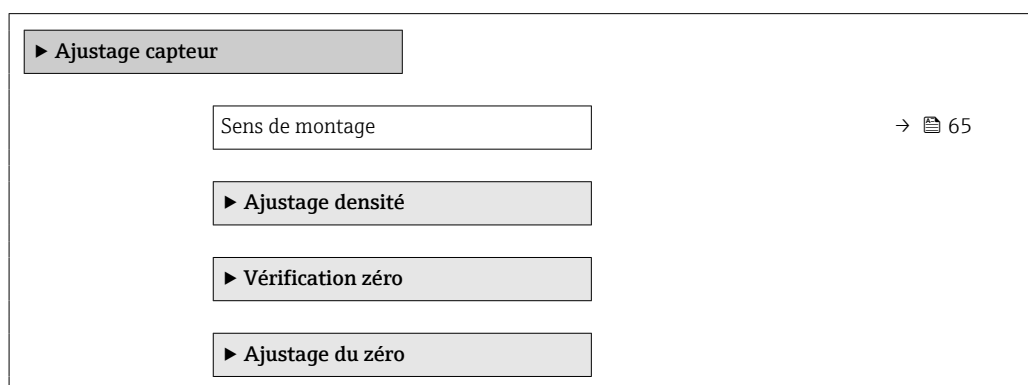 ▶ Ajustage capteur
Sens de montage → 65
▶ Ajustage densité
▶ Vérification zéro
▶ Ajustage du zéro